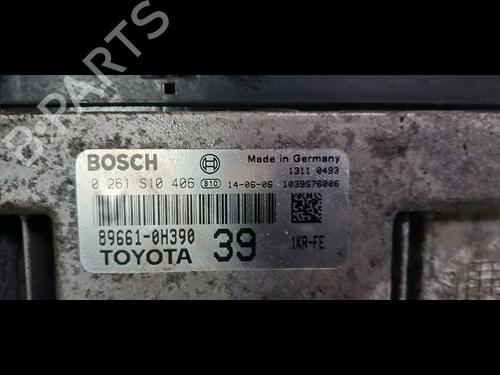 BOSCH Made in Germany
1311 0493
0 261 S10 406 810 14-06-06 1039S76006
89661-0H390 39 1KR-FE
TOYOTA
B-PARTS